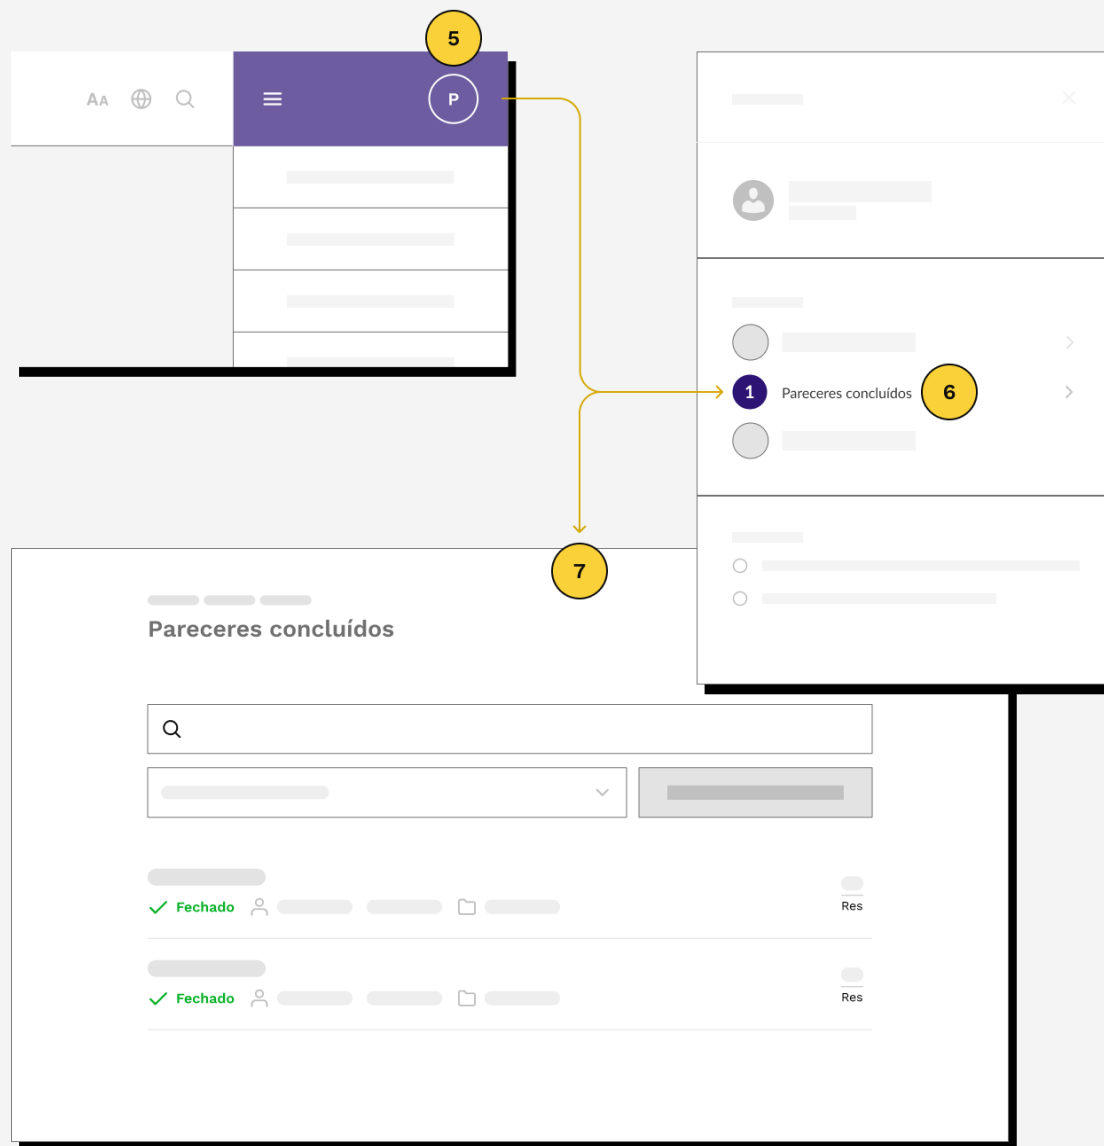 5
AA
P
1 Pareceres concluídos 6
7
Pareceres concluídos
Fechado
Res
Fechado
Res